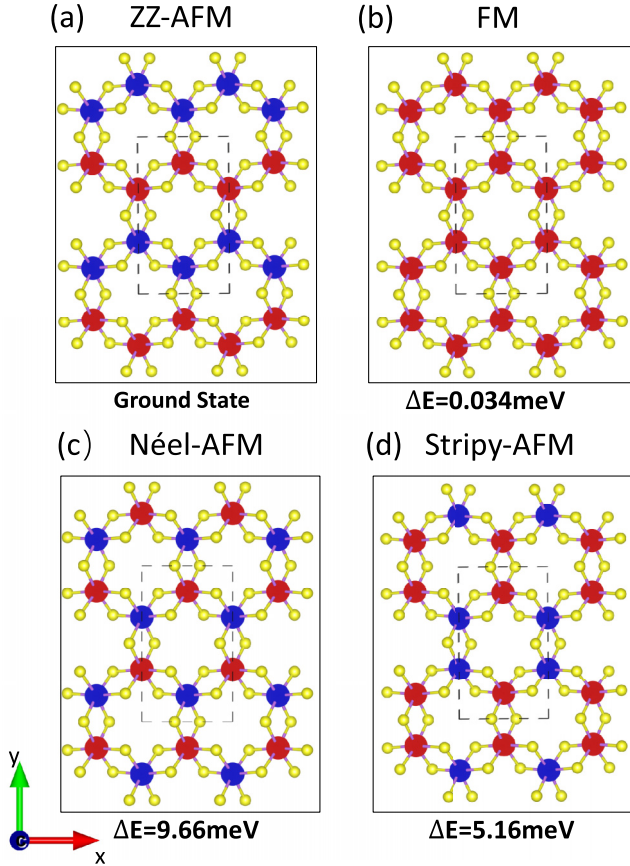 (a) ZZ-AFM
(b) FM
Ground State
ΔE=0.034meV
(c) Néel-AFM
(d) Stripy-AFM
y
c
x
ΔE=9.66meV
ΔE=5.16meV